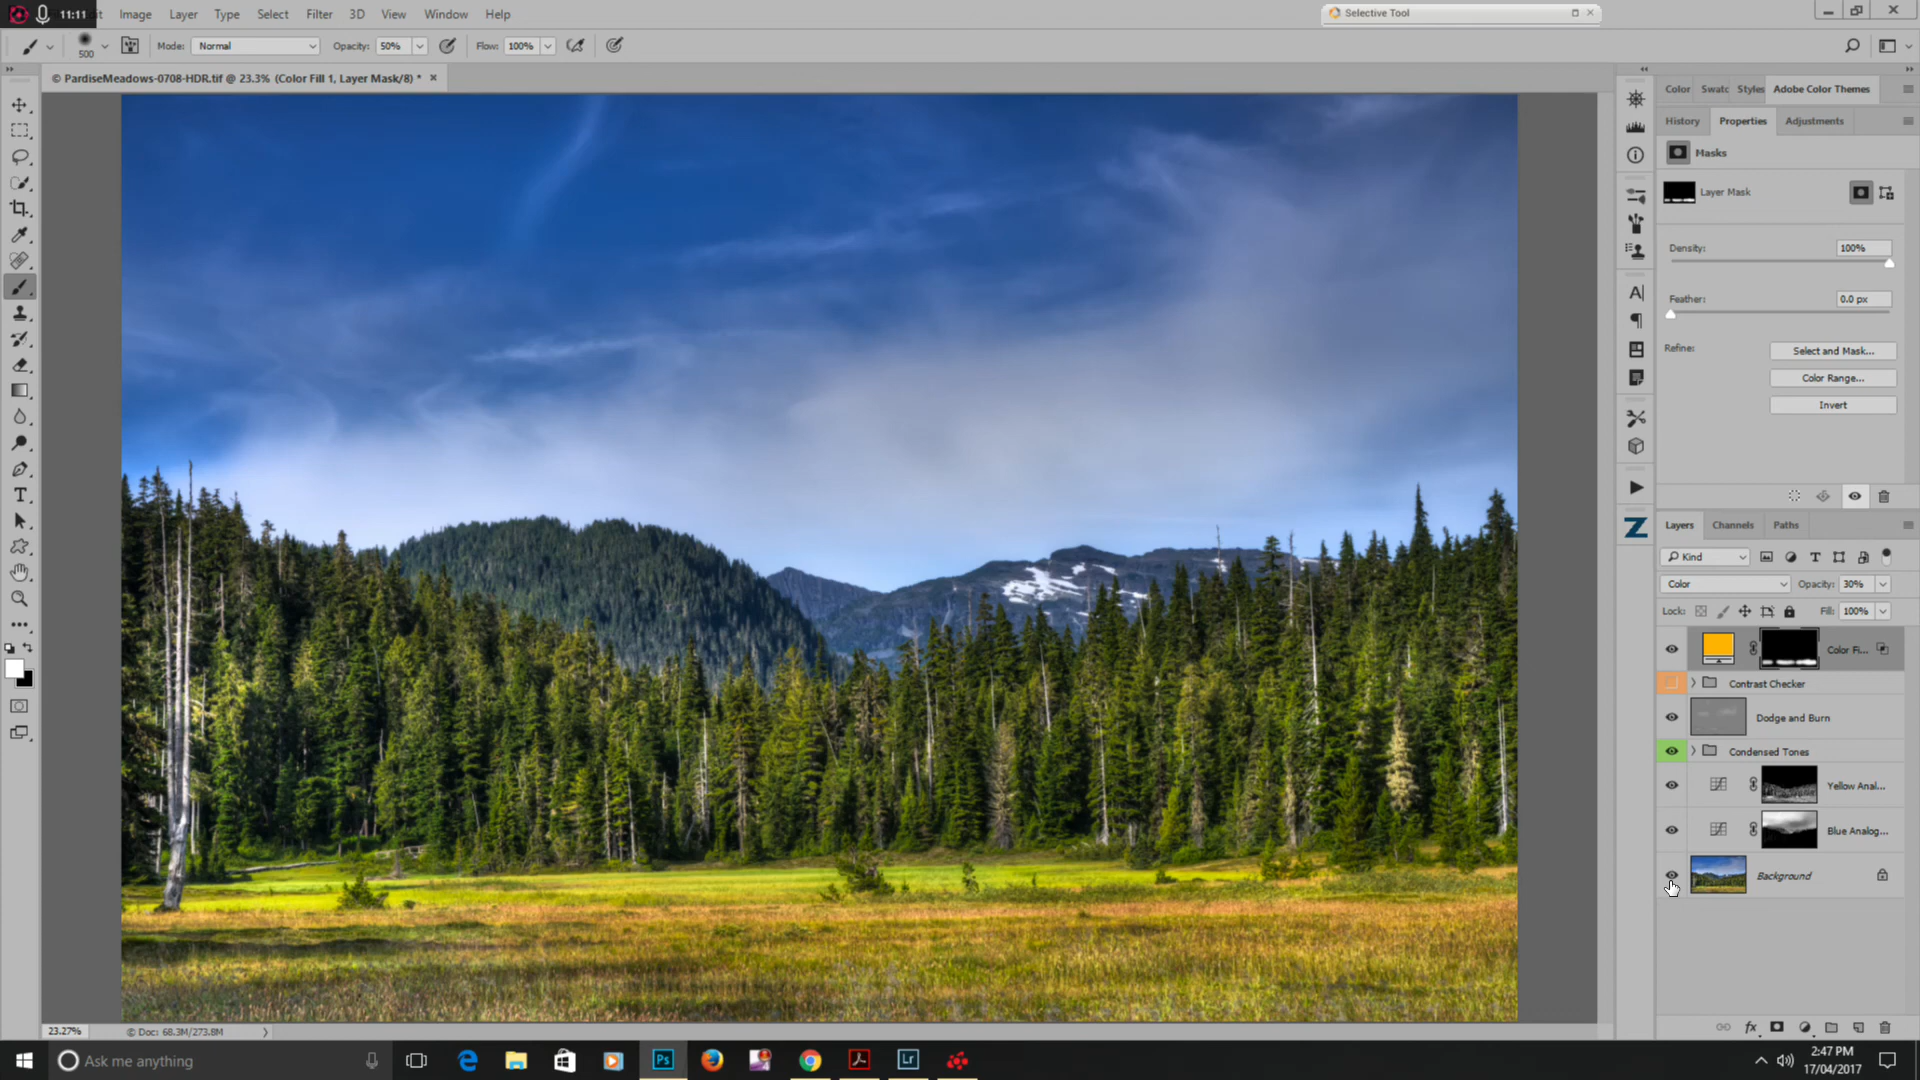 11:11 Edit Image Layer Type Select Filter 3D View Window Help
Selective Tool
500 Mode: Normal Opacity: 50% Flow: 100%
© PardiseMeadows-0708-HDR.tif @ 23.3% (Color Fill 1, Layer Mask/8) *
Color Swatc Styles Adobe Color Themes
History Properties Adjustments
Masks
Layer Mask
Density: 100%
Feather: 0.0 px
Refine: Select and Mask...
Color Range...
Invert
Layers Channels Paths
Kind
Color Opacity: 30%
Lock: Fill: 100%
Color Fi...
Contrast Checker
Dodge and Burn
Condensed Tones
Yellow Anal...
Blue Analog...
Background
23.27% © Doc: 68.3M/273.8M
Ask me anything
Ps
Lr
2:47 PM
17/04/2017